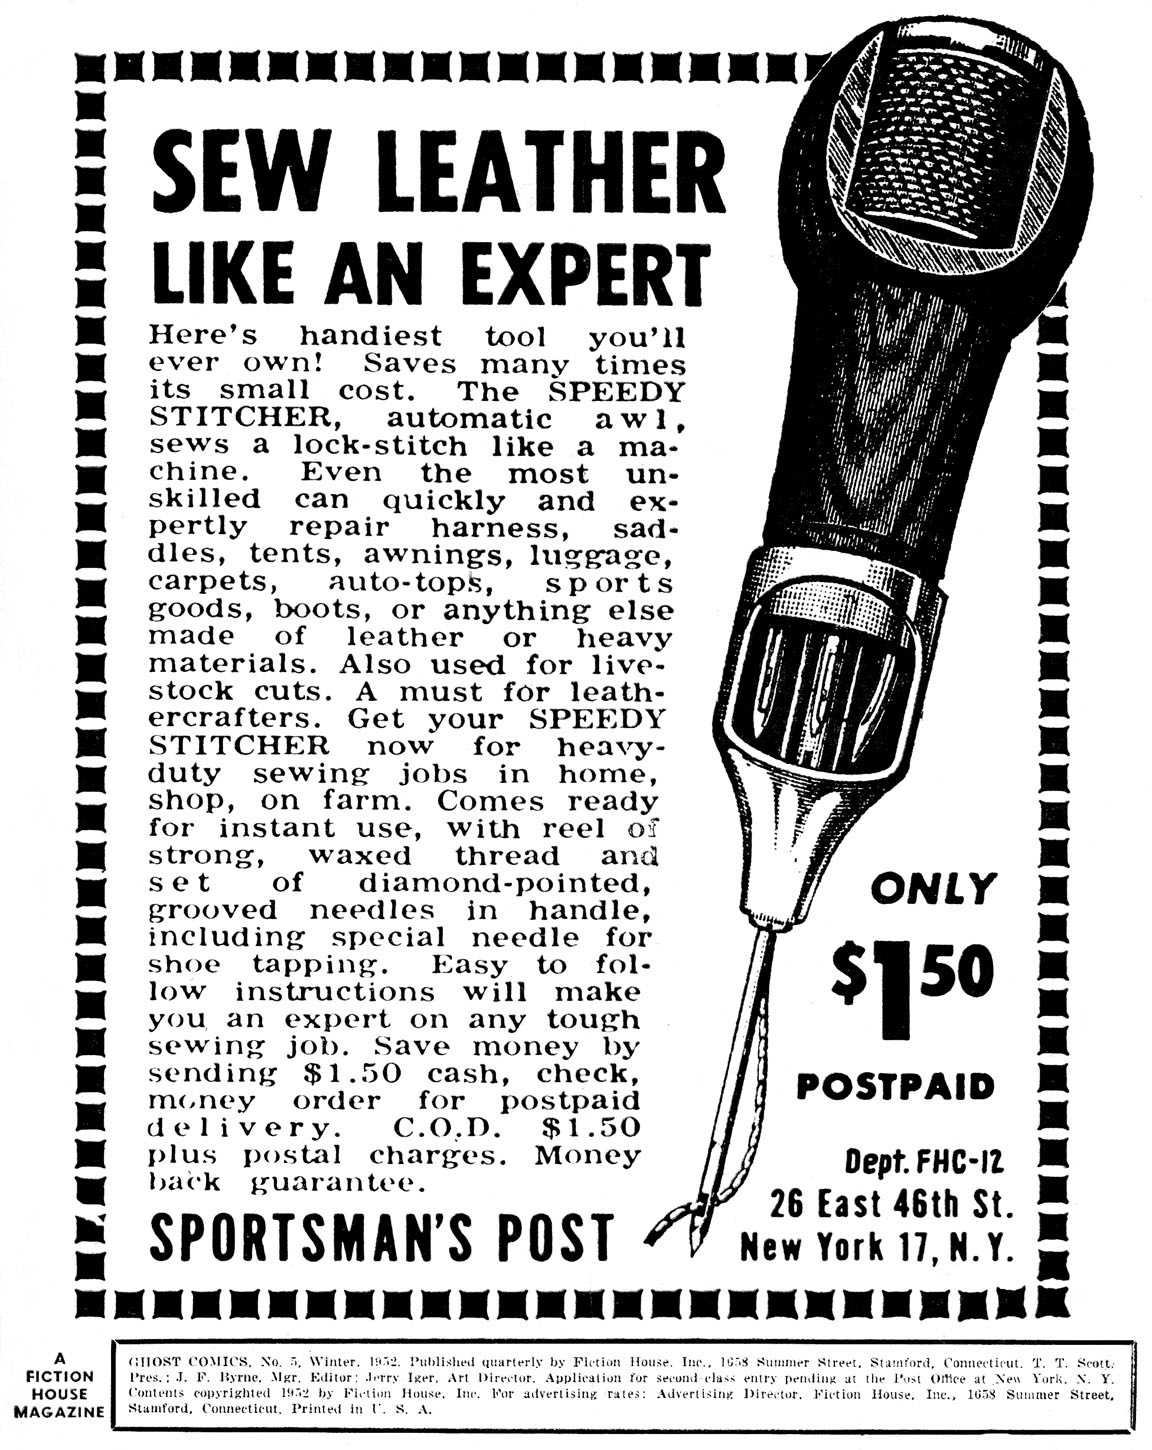 SEW LEATHER
LIKE AN EXPERT
Here's handiest tool you'll
ever own! Saves many times
its small cost. The SPEEDY
STITCHER, automatic awl,
sews a lock-stitch like a ma-
chine. Even the most un-
skilled can quickly and ex-
pertly repair harness, sad-
dles, tents, awnings, luggage,
carpets, auto-tops, sports
goods, boots, or anything else
made of leather or heavy
materials. Also used for live-
stock cuts. A must for leath-
ercrafters. Get your SPEEDY
STITCHER now for heavy-
duty sewing jobs in home,
shop, on farm. Comes ready
for instant use, with reel of
strong, waxed thread and
set of diamond-pointed,
grooved needles in handle,
including special needle for
shoe tapping. Easy to fol-
low instructions will make
you an expert on any tough
sewing job. Save money by
sending $1.50 cash, check,
money order for postpaid
delivery. C.O.D. $1.50
plus postal charges. Money
back guarantee.
SPORTSMAN'S POST
ONLY
$1 50
POSTPAID
Dept. FHC-12
26 East 46th St.
New York 17, N.Y.
A
FICTION
HOUSE
MAGAZINE
GHOST COMICS, No. 5, Winter, 1952. Published quarterly by Fiction House, Inc., 1658 Summer Street, Stamford, Connecticut. T. T. Scott,
Pres.; J. F. Byrne, Mgr. Editor; Jerry Iger, Art Director. Application for second-class entry pending at the Post Office at New York, N. Y.
Contents copyrighted 1952 by Fiction House, Inc. For advertising rates: Advertising Director, Fiction House, Inc., 1658 Summer Street,
Stamford, Connecticut. Printed in U. S. A.